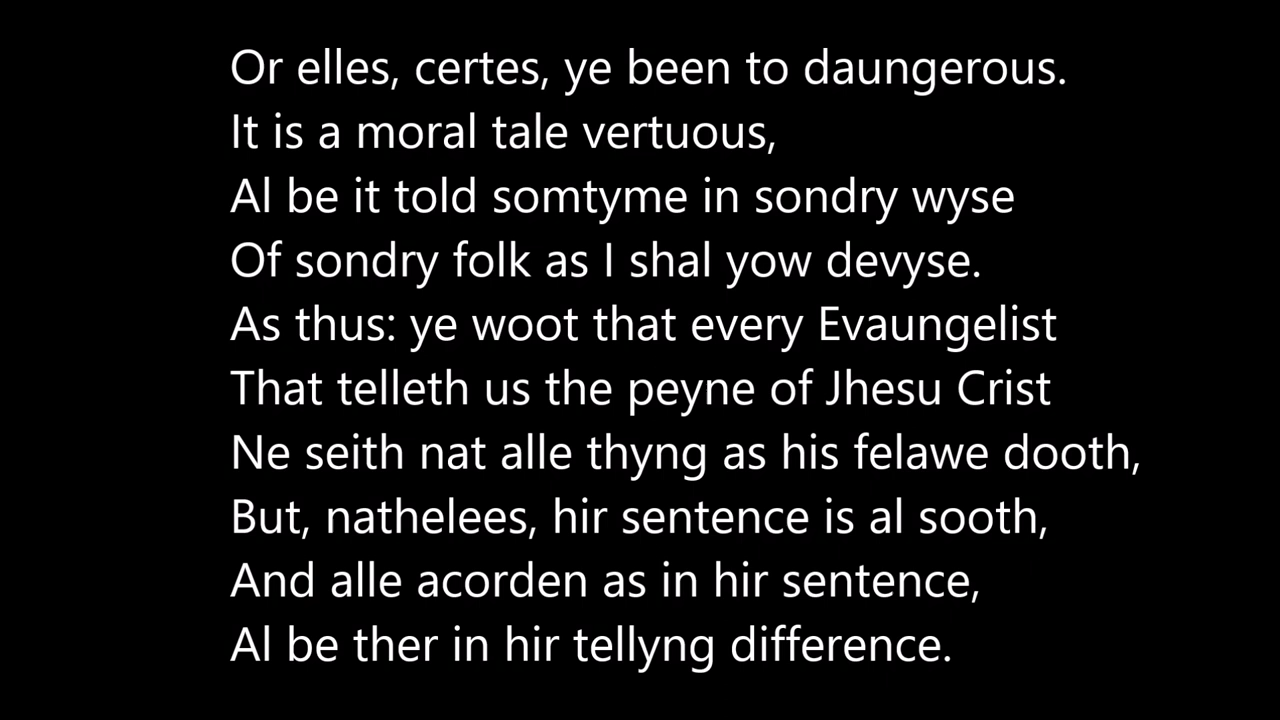 Or elles, certes, ye been to daungerous.
It is a moral tale vertuous,
Al be it told somtyme in sondry wyse
Of sondry folk as I shal yow devyse.
As thus: ye woot that every Evaungelist
That telleth us the peyne of Jhesu Crist
Ne seith nat alle thyng as his felawe dooth,
But, nathelees, hir sentence is al sooth,
And alle acorden as in hir sentence,
Al be ther in hir tellyng difference.